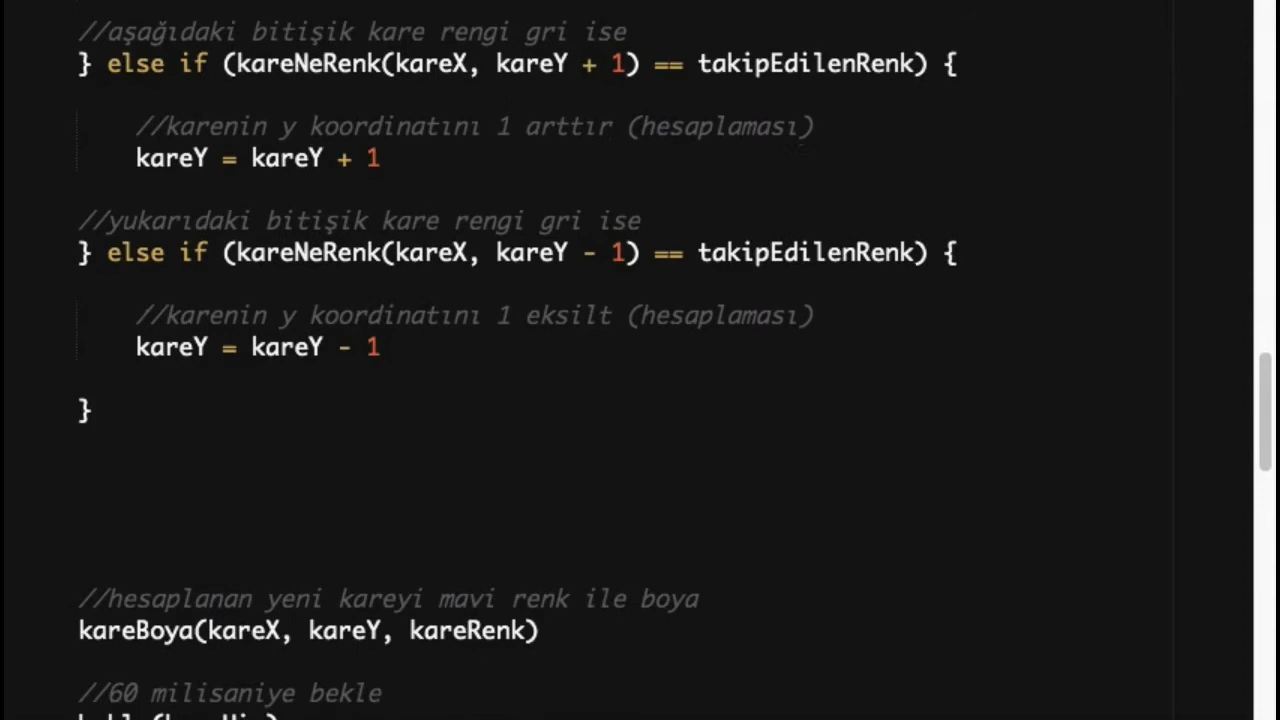 //aşağıdaki bitişik kare rengi gri ise
} else if (kareNeRenk(kareX, kareY + 1) == takipEdilenRenk) {
//karenin y koordinatını 1 arttır (hesaplaması)
kareY = kareY + 1
//yukarıdaki bitişik kare rengi gri ise
} else if (kareNeRenk(kareX, kareY - 1) == takipEdilenRenk) {
//karenin y koordinatını 1 eksilt (hesaplaması)
kareY = kareY - 1
}
//hesaplanan yeni kareyi mavi renk ile boya
kareBoya(kareX, kareY, kareRenk)
//60 milisaniye bekle